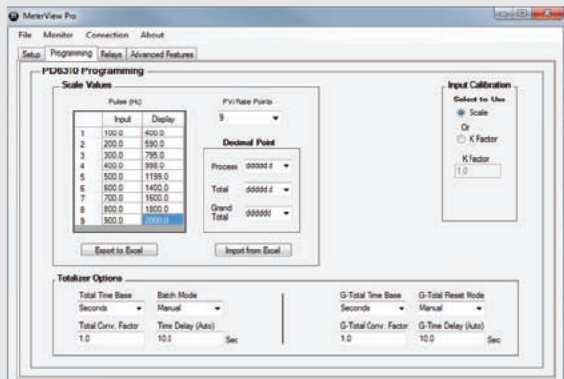 MeterView Pro
File Monitor Connection About
Setup Programming Relays Advanced Features
PD6310 Programming
Scale Values
Pulse (Hz)
Input Display
1 100.0 400.0
2 200.0 590.0
3 300.0 795.0
4 400.0 998.0
5 500.0 1199.0
6 600.0 1400.0
7 700.0 1600.0
8 800.0 1800.0
9 900.0 2000.0
Export to Excel
PV/Rate Points
9
Decimal Point
Process ddddd.d
Total ddddd.d
Grand Total dddddd
Import from Excel
Input Calibration
Select to Use
Scale
Or
K Factor
K Factor
1.0
Totalizer Options
Total Time Base Batch Mode
Seconds Manual
Total Conv. Factor Time Delay (Auto)
1.0 10.0 Sec
G-Total Time Base G-Total Reset Mode
Seconds Manual
G-Total Conv. Factor G-Time Delay (Auto)
1.0 10.0 Sec